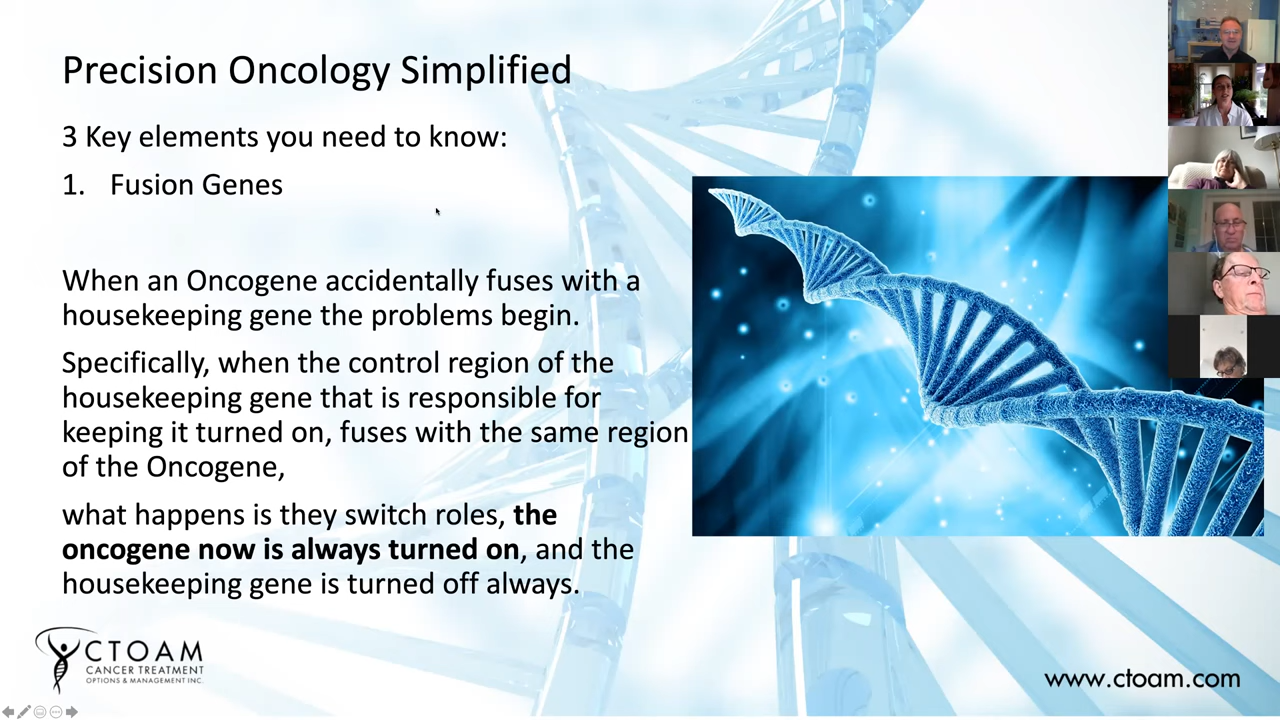 Precision Oncology Simplified
3 Key elements you need to know:
1. Fusion Genes
When an Oncogene accidentally fuses with a
housekeeping gene the problems begin.
Specifically, when the control region of the
housekeeping gene that is responsible for
keeping it turned on, fuses with the same region
of the Oncogene,
what happens is they switch roles, the
oncogene now is always turned on, and the
housekeeping gene is turned off always.
CTOAM
CANCER TREATMENT
OPTIONS & MANAGEMENT INC.
www.ctoam.com